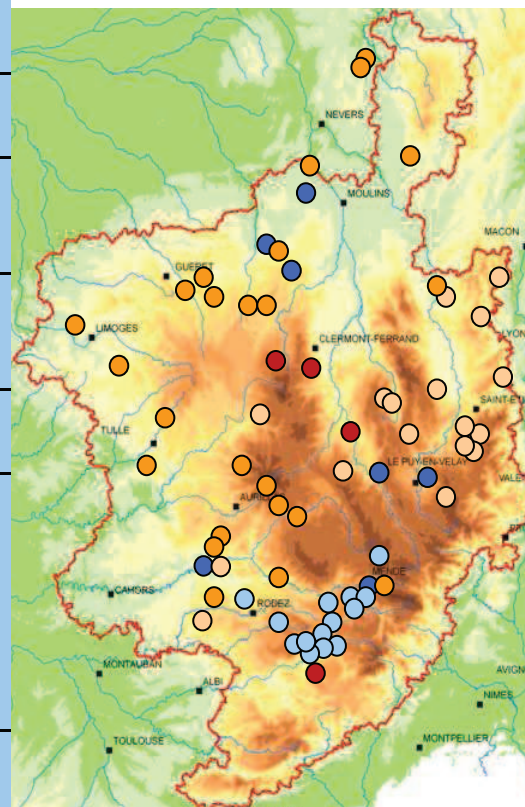 NEVERS
MOULINS
MACON
GUERET
LYON
LIMOGES
CLERMONT-FERRAND
SAINT-E
TULLE
LE PUY-EN-VELAY
VALE
AURIL
MENDE
CAHORS
RODEZ
MONTAUBAN
AVIGN
ALBI
NIMES
TOULOUSE
MONTPELLIER